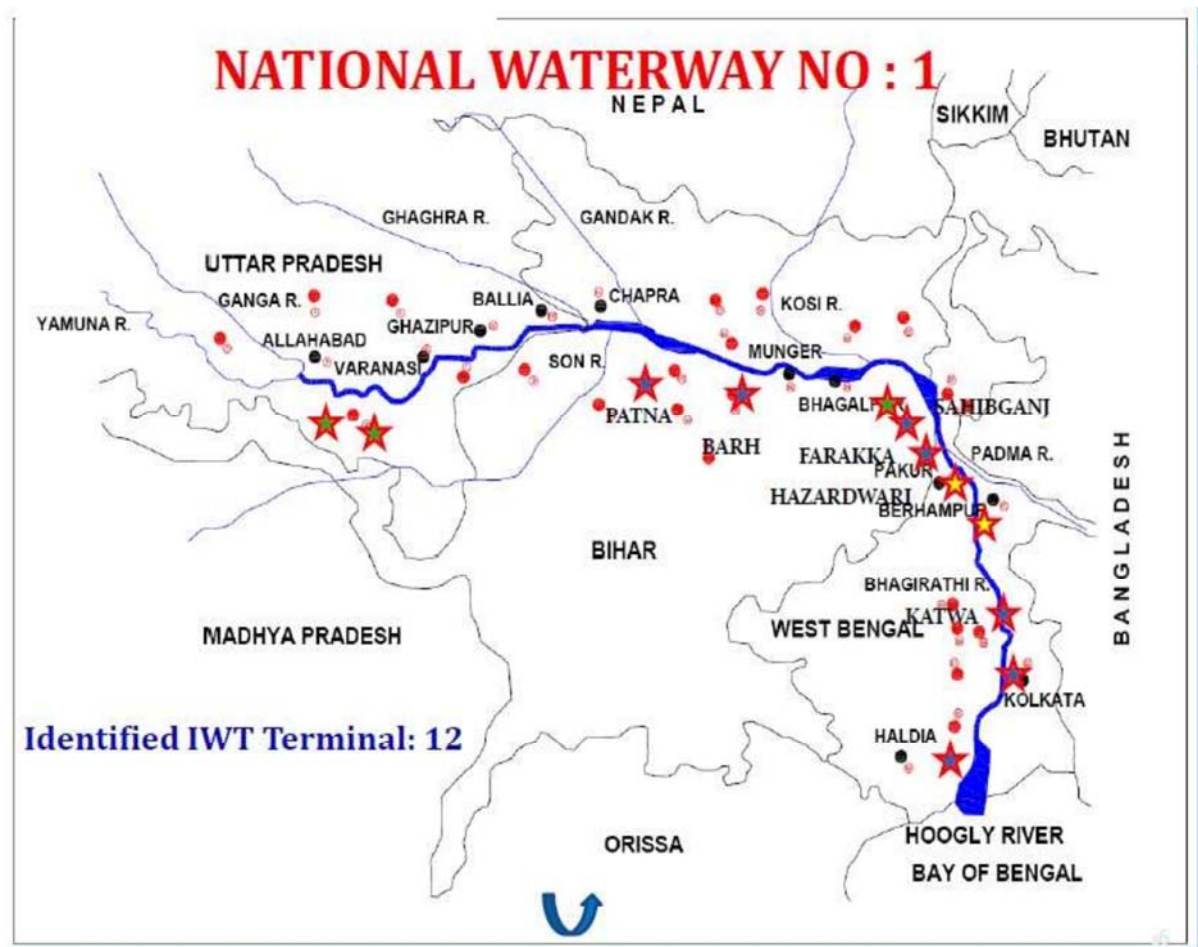 NATIONAL WATERWAY NO : 1
NEPAL
SIKKIM
BHUTAN
GHAGHRA R.
GANDAK R.
UTTAR PRADESH
GANGA R.
BALLIA
CHAPRA
KOSI R.
YAMUNA R.
ALLAHABAD
GHAZIPUR
VARANASI
SON R.
MUNGER
PATNA
BHAGALP
SAHIBGANJ
BARH
FARAKKA
PADMA R.
PAKUR
HAZARDWARI
BERHAMPUR
BANGLADESH
BIHAR
BHAGIRATHI R.
KATWA
MADHYA PRADESH
WEST BENGAL
KOLKATA
Identified IWT Terminal: 12
HALDIA
ORISSA
HOOGLY RIVER
BAY OF BENGAL